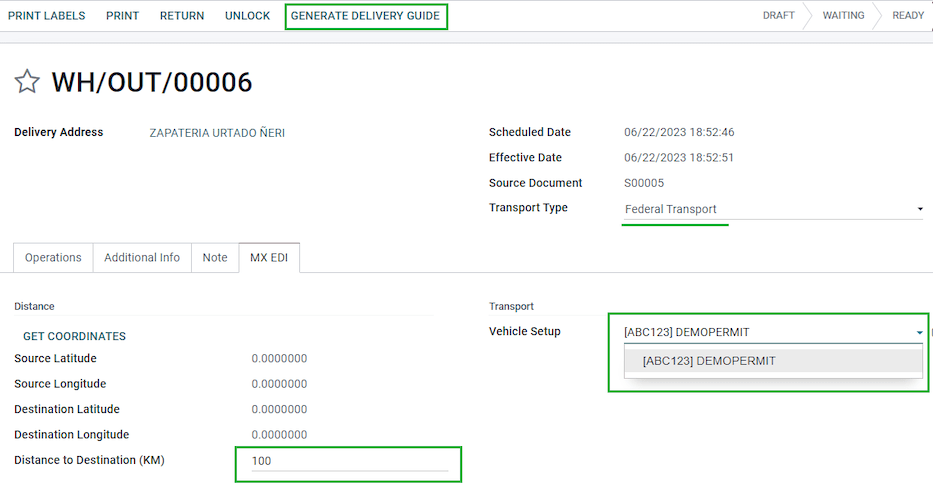 PRINT LABELS PRINT RETURN UNLOCK GENERATE DELIVERY GUIDE DRAFT WAITING READY
WH/OUT/00006
Delivery Address ZAPATERIA URTADO ÑERI
Scheduled Date 06/22/2023 18:52:46
Effective Date 06/22/2023 18:52:51
Source Document S00005
Transport Type Federal Transport
Operations Additional Info Note MX EDI
Distance
GET COORDINATES
Source Latitude 0.0000000
Source Longitude 0.0000000
Destination Latitude 0.0000000
Destination Longitude 0.0000000
Distance to Destination (KM) 100
Transport
Vehicle Setup [ABC123] DEMOPERMIT
[ABC123] DEMOPERMIT